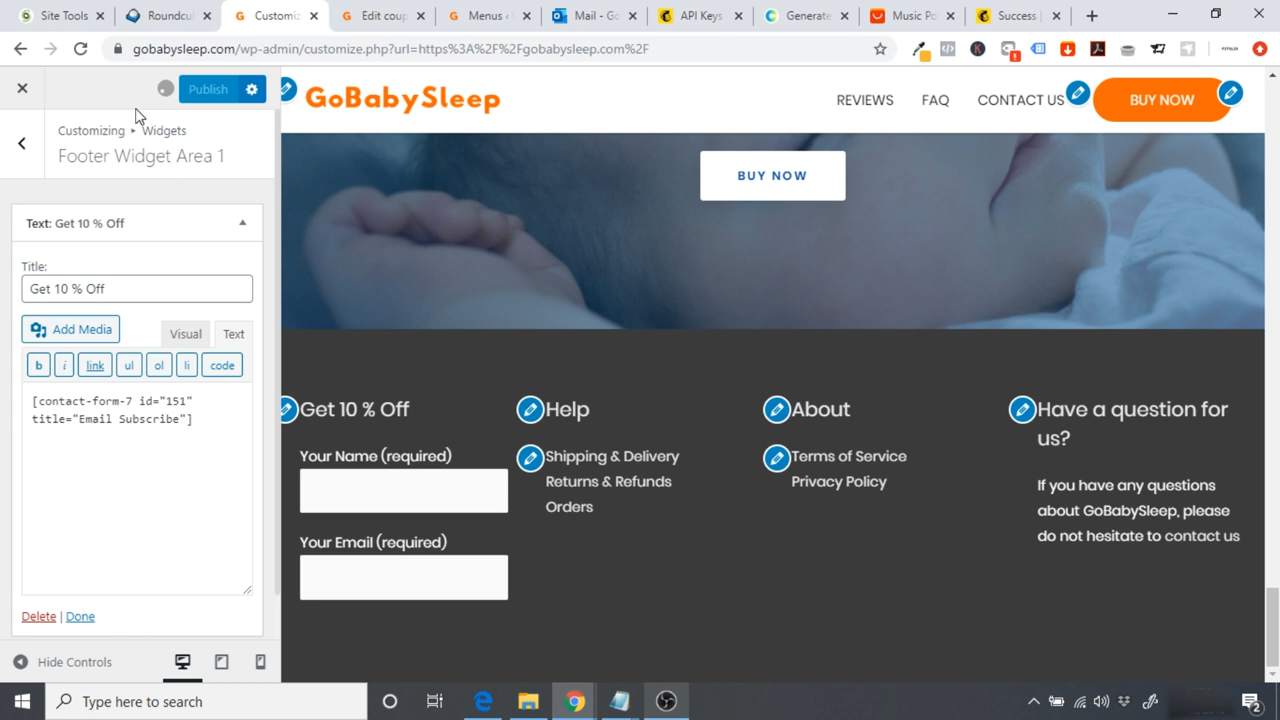 Site Tools
Roundcu
Customiz
Edit coup
Menus ‹
Mail - Go
API Keys
Generate
Music Po
Success |
gobabysleep.com/wp-admin/customize.php?url=https%3A%2F%2Fgobabysleep.com%2F
Publish
Customizing ▸ Widgets
Footer Widget Area 1
Text: Get 10 % Off
Title:
Get 10 % Off
Add Media
Visual
Text
b
i
link
ul
ol
li
code
[contact-form-7 id="151"
title="Email Subscribe"]
Delete | Done
Hide Controls
GoBabySleep
REVIEWS
FAQ
CONTACT US
BUY NOW
BUY NOW
Get 10 % Off
Your Name (required)
Your Email (required)
Help
Shipping & Delivery
Returns & Refunds
Orders
About
Terms of Service
Privacy Policy
Have a question for
us?
If you have any questions
about GoBabySleep, please
do not hesitate to contact us
Type here to search
2